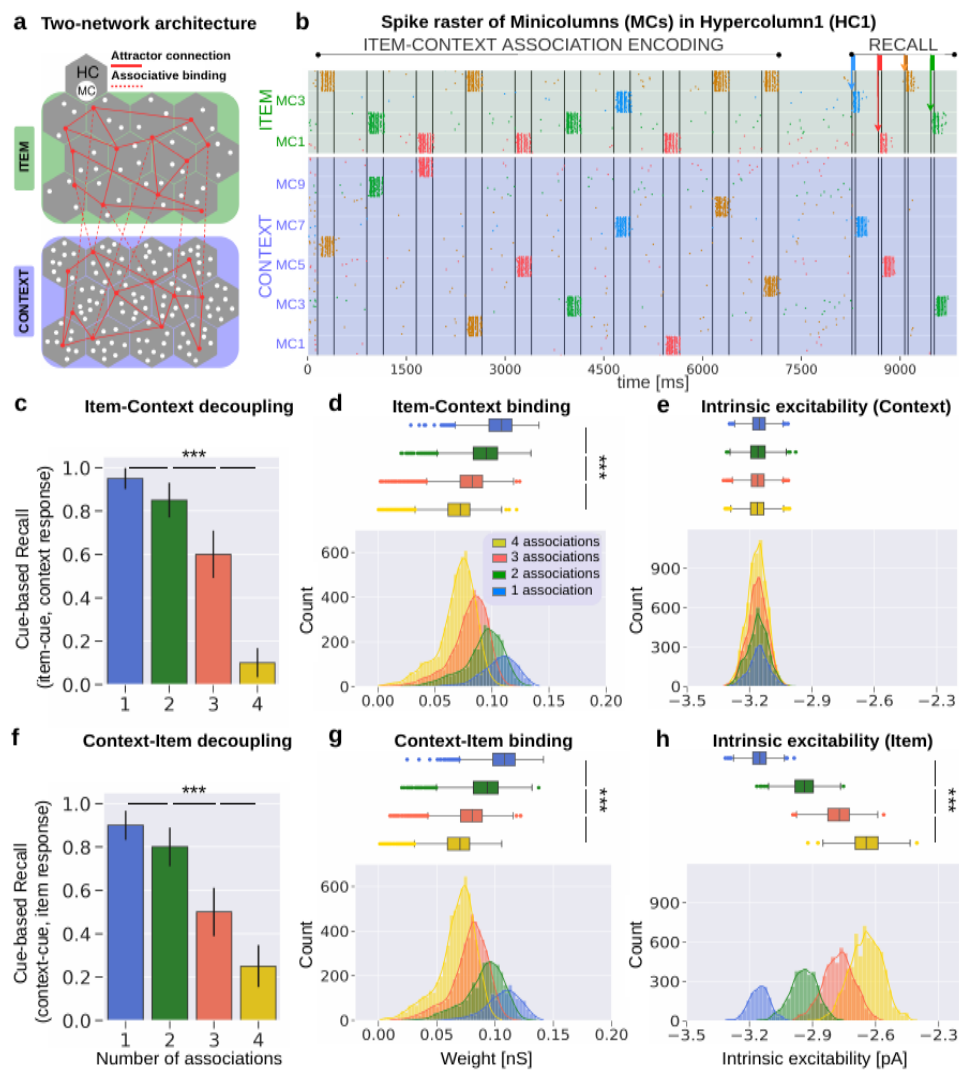 a Two-network architecture
Attractor connection
Associative binding
HC
MC
ITEM
CONTEXT
b Spike raster of Minicolumns (MCs) in Hypercolumn1 (HC1)
ITEM-CONTEXT ASSOCIATION ENCODING
RECALL
ITEM
MC3
MC1
CONTEXT
MC9
MC7
MC5
MC3
MC1
0 1500 3000 4500 6000 7500 9000
time [ms]
c Item-Context decoupling
***
Cue-based Recall
(item-cue, context response)
1.0
0.8
0.6
0.4
0.2
0.0
1 2 3 4
d Item-Context binding
***
4 associations
3 associations
2 associations
1 association
Count
600
400
200
0
0.00 0.05 0.10 0.15 0.20
e Intrinsic excitability (Context)
Count
900
600
300
0
−3.5 −3.2 −2.9 −2.6 −2.3
f Context-Item decoupling
***
Cue-based Recall
(context-cue, item response)
1.0
0.8
0.6
0.4
0.2
0.0
1 2 3 4
Number of associations
g Context-Item binding
***
Count
600
400
200
0
0.00 0.05 0.10 0.15 0.20
Weight [nS]
h Intrinsic excitability (Item)
***
Count
900
600
300
0
−3.5 −3.2 −2.9 −2.6 −2.3
Intrinsic excitability [pA]